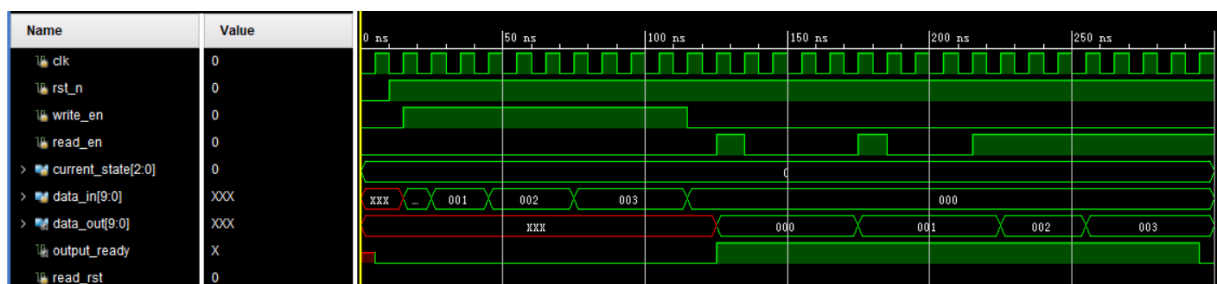 Name Value 0 ns 50 ns 100 ns 150 ns 200 ns 250 ns
clk 0
rst_n 0
write_en 0
read_en 0
> current_state[2:0] 0 0
> data_in[9:0] XXX XXX ... 001 002 003 000
> data_out[9:0] XXX XXX 000 001 002 003
output_ready X
read_rst 0